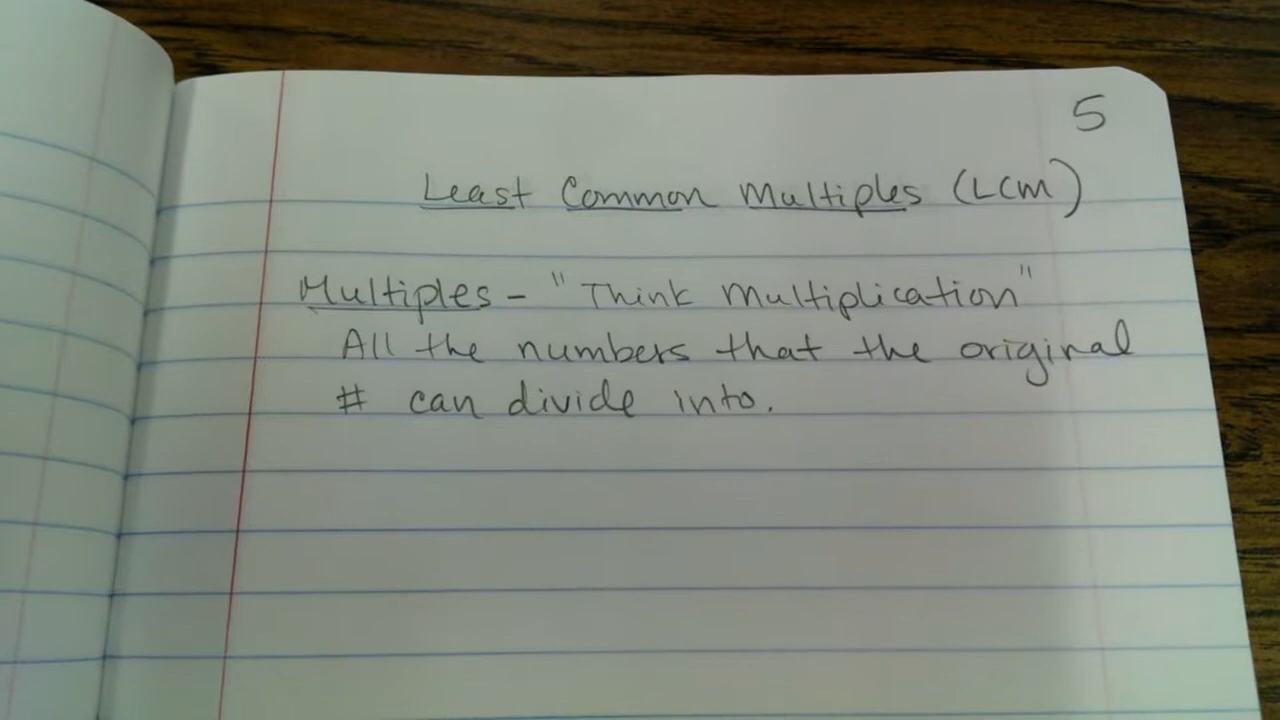 5
Least Common Multiples (LCM)
Multiples - "Think Multiplication"
All the numbers that the original
# can divide into.